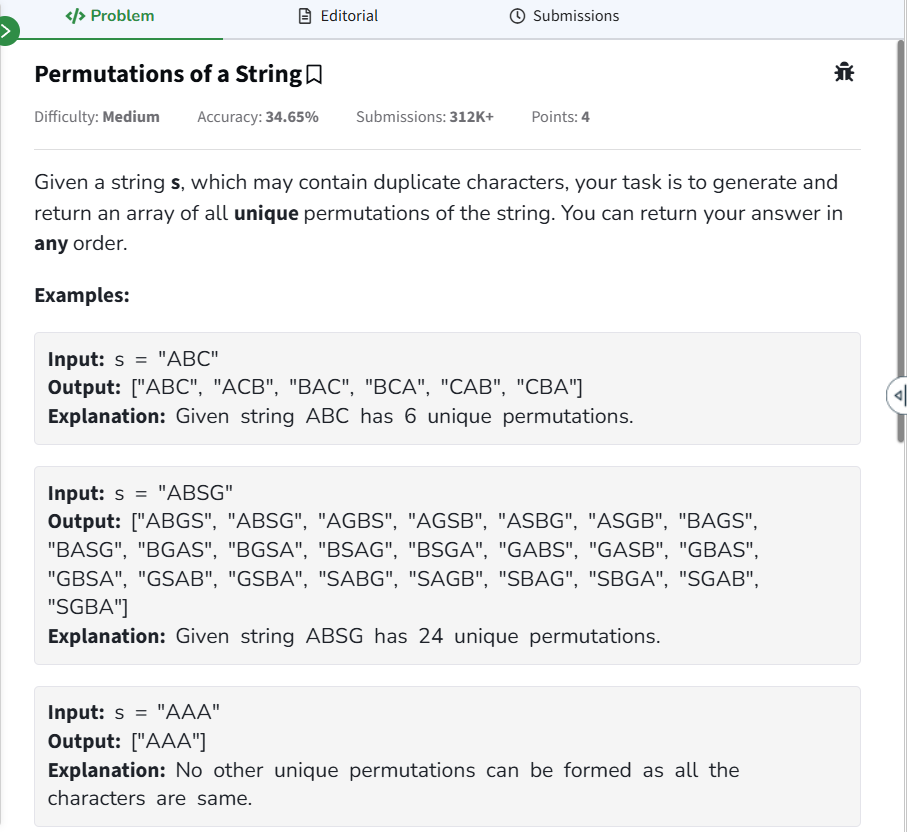 </> Problem
Editorial
Submissions
Permutations of a String
Difficulty: Medium Accuracy: 34.65% Submissions: 312K+ Points: 4
Given a string s, which may contain duplicate characters, your task is to generate and
return an array of all unique permutations of the string. You can return your answer in
any order.
Examples:
Input: s = "ABC"
Output: ["ABC", "ACB", "BAC", "BCA", "CAB", "CBA"]
Explanation: Given string ABC has 6 unique permutations.
Input: s = "ABSG"
Output: ["ABGS", "ABSG", "AGBS", "AGSB", "ASBG", "ASGB", "BAGS",
"BASG", "BGAS", "BGSA", "BSAG", "BSGA", "GABS", "GASB", "GBAS",
"GBSA", "GSAB", "GSBA", "SABG", "SAGB", "SBAG", "SBGA", "SGAB",
"SGBA"]
Explanation: Given string ABSG has 24 unique permutations.
Input: s = "AAA"
Output: ["AAA"]
Explanation: No other unique permutations can be formed as all the
characters are same.